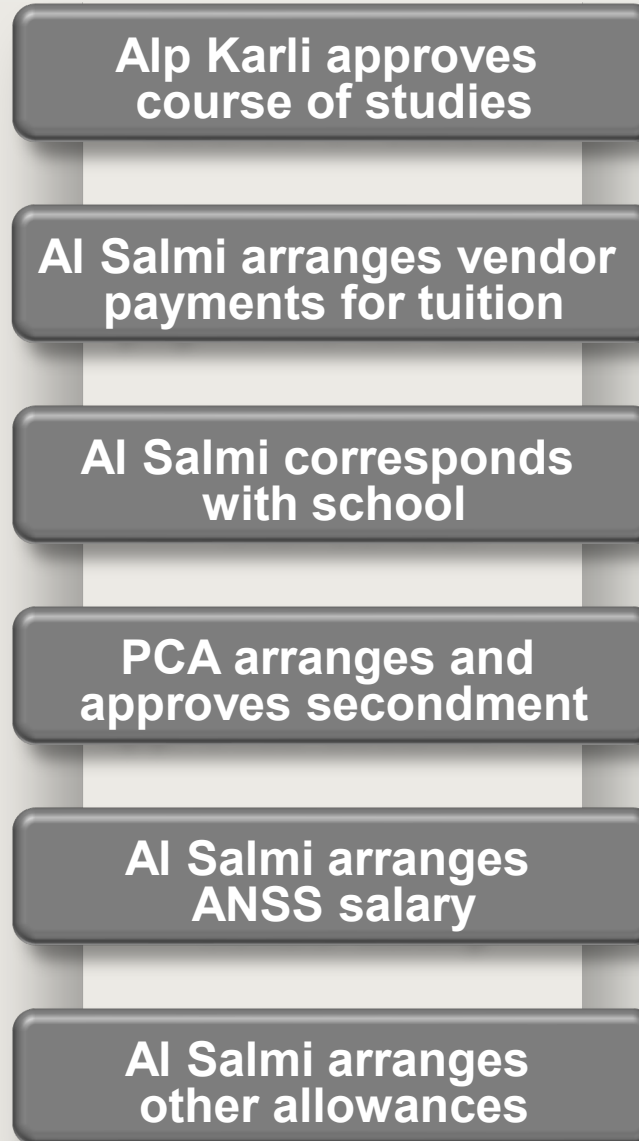 Alp Karli approves
course of studies
Al Salmi arranges vendor
payments for tuition
Al Salmi corresponds
with school
PCA arranges and
approves secondment
Al Salmi arranges
ANSS salary
Al Salmi arranges
other allowances